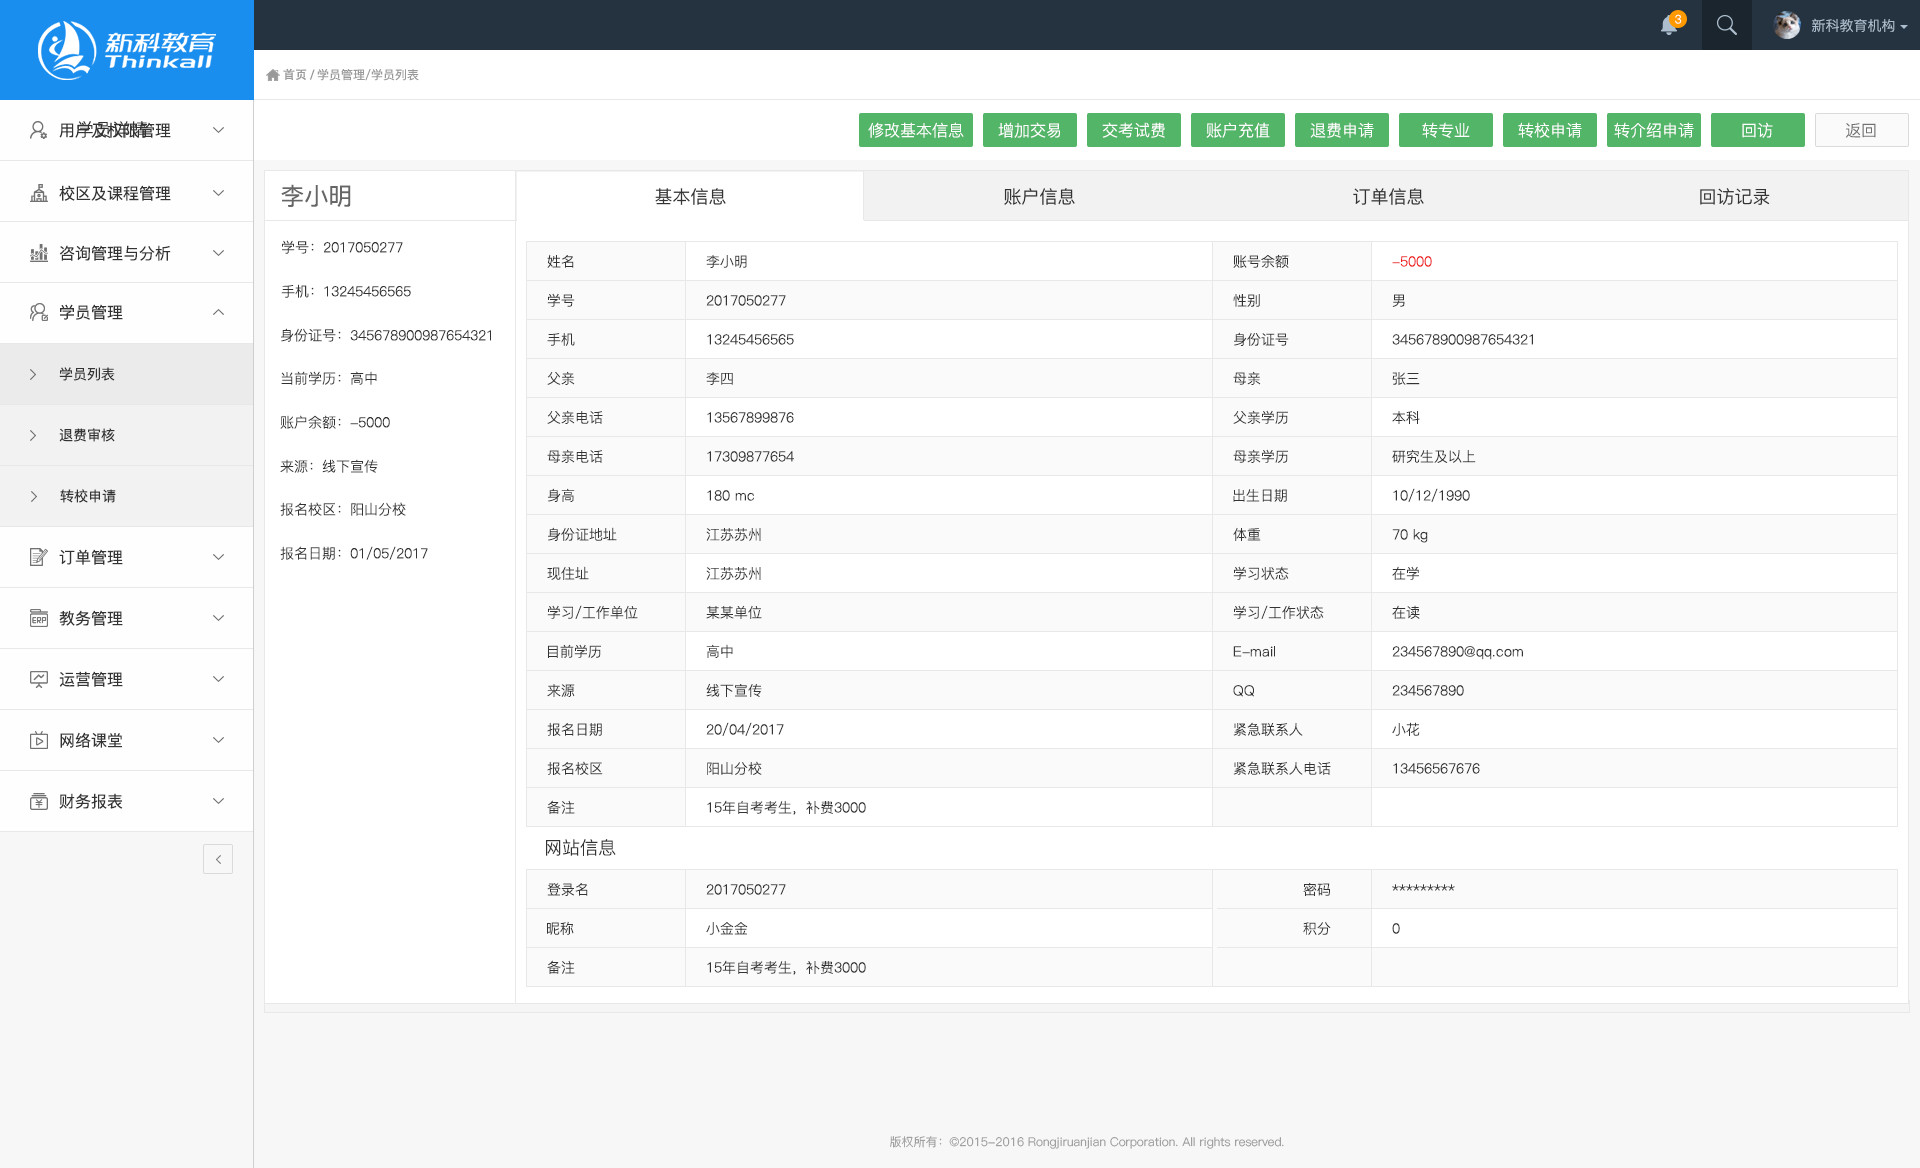 新科教育
Thinkall
3
新科教育机构
首页 / 学员管理/学员列表
用户及权限管理
学员详情
校区及课程管理
咨询管理与分析
学员管理
学员列表
退费审核
转校申请
订单管理
ERP 教务管理
运营管理
网络课堂
财务报表
修改基本信息 增加交易 交考试费 账户充值 退费申请 转专业 转校申请 转介绍申请 回访 返回
李小明
学号：2017050277
手机：13245456565
身份证号：345678900987654321
当前学历：高中
账户余额：-5000
来源：线下宣传
报名校区：阳山分校
报名日期：01/05/2017
基本信息 账户信息 订单信息 回访记录
姓名 李小明 账号余额 -5000
学号 2017050277 性别 男
手机 13245456565 身份证号 345678900987654321
父亲 李四 母亲 张三
父亲电话 13567899876 父亲学历 本科
母亲电话 17309877654 母亲学历 研究生及以上
身高 180 mc 出生日期 10/12/1990
身份证地址 江苏苏州 体重 70 kg
现住址 江苏苏州 学习状态 在学
学习/工作单位 某某单位 学习/工作状态 在读
目前学历 高中 E-mail 234567890@qq.com
来源 线下宣传 QQ 234567890
报名日期 20/04/2017 紧急联系人 小花
报名校区 阳山分校 紧急联系人电话 13456567676
备注 15年自考考生，补费3000
网站信息
登录名 2017050277 密码 *********
昵称 小金金 积分 0
备注 15年自考考生，补费3000
版权所有：©2015-2016 Rongjiruanjian Corporation. All rights reserved.